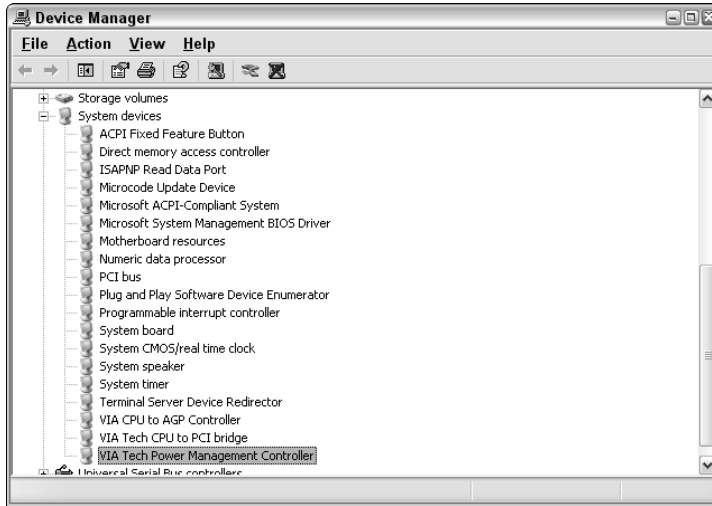 Device Manager
File Action View Help
Storage volumes
System devices
ACPI Fixed Feature Button
Direct memory access controller
ISAPNP Read Data Port
Microcode Update Device
Microsoft ACPI-Compliant System
Microsoft System Management BIOS Driver
Motherboard resources
Numeric data processor
PCI bus
Plug and Play Software Device Enumerator
Programmable interrupt controller
System board
System CMOS/real time clock
System speaker
System timer
Terminal Server Device Redirector
VIA CPU to AGP Controller
VIA Tech CPU to PCI bridge
VIA Tech Power Management Controller
Universal Serial Bus controllers